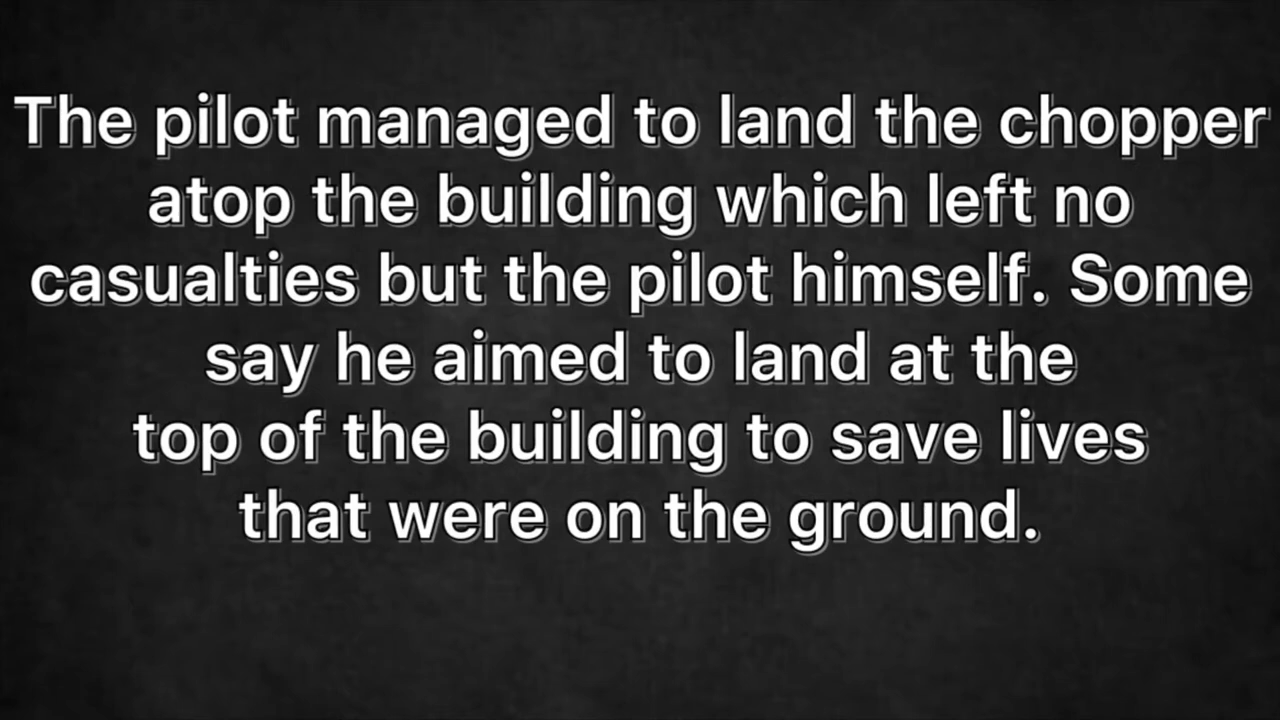 The pilot managed to land the chopper
atop the building which left no
casualties but the pilot himself. Some
say he aimed to land at the
top of the building to save lives
that were on the ground.